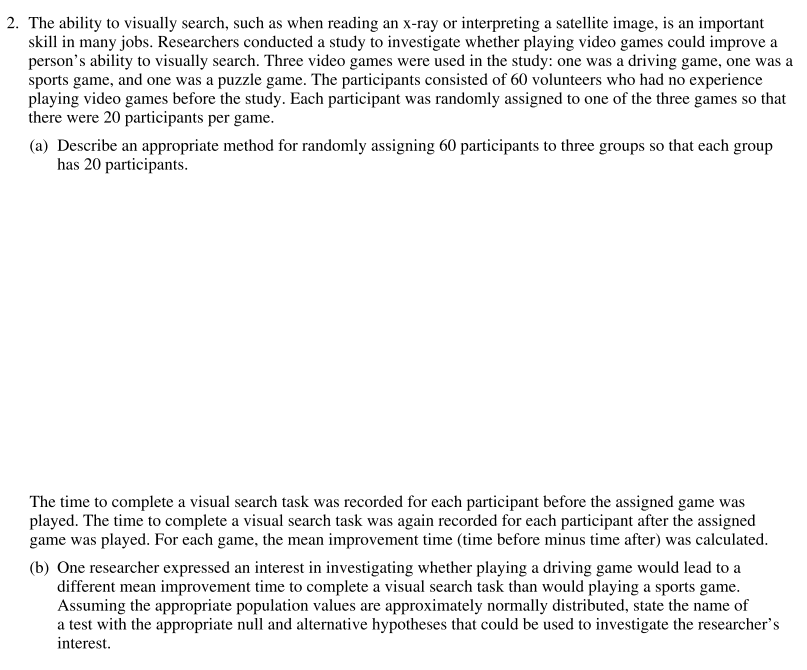 2. The ability to visually search, such as when reading an x-ray or interpreting a satellite image, is an important
skill in many jobs. Researchers conducted a study to investigate whether playing video games could improve a
person's ability to visually search. Three video games were used in the study: one was a driving game, one was a
sports game, and one was a puzzle game. The participants consisted of 60 volunteers who had no experience
playing video games before the study. Each participant was randomly assigned to one of the three games so that
there were 20 participants per game.
(a) Describe an appropriate method for randomly assigning 60 participants to three groups so that each group
has 20 participants.
The time to complete a visual search task was recorded for each participant before the assigned game was
played. The time to complete a visual search task was again recorded for each participant after the assigned
game was played. For each game, the mean improvement time (time before minus time after) was calculated.
(b) One researcher expressed an interest in investigating whether playing a driving game would lead to a
different mean improvement time to complete a visual search task than would playing a sports game.
Assuming the appropriate population values are approximately normally distributed, state the name of
a test with the appropriate null and alternative hypotheses that could be used to investigate the researcher's
interest.